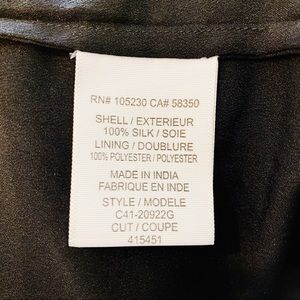 RN# 105230 CA# 58350
SHELL / EXTERIEUR
100% SILK / SOIE
LINING / DOUBLURE
100% POLYESTER / POLYESTER
MADE IN INDIA
FABRIQUE EN INDE
STYLE / MODELE
C41-20922G
CUT / COUPE
415451